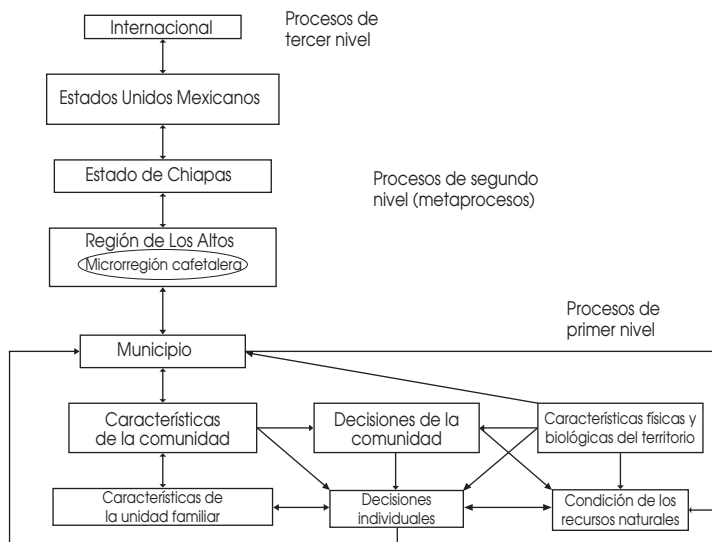 Internacional
Procesos de
tercer nivel
Estados Unidos Mexicanos
Estado de Chiapas
Procesos de segundo
nivel (metaprocesos)
Región de Los Altos
Microrregión cafetalera
Procesos de
primer nivel
Municipio
Características
de la comunidad
Decisiones de la
comunidad
Características físicas y
biológicas del territorio
Características de
la unidad familiar
Decisiones
individuales
Condición de los
recursos naturales